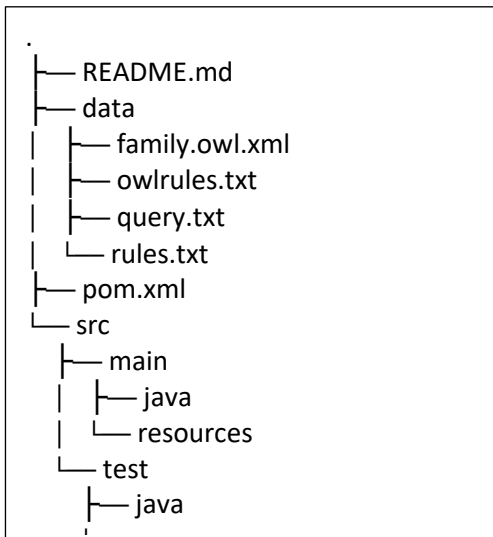 .
├── README.md
├── data
│   ├── family.owl.xml
│   ├── owlrules.txt
│   ├── query.txt
│   └── rules.txt
├── pom.xml
└── src
    ├── main
    │   ├── java
    │   └── resources
    └── test
        ├── java